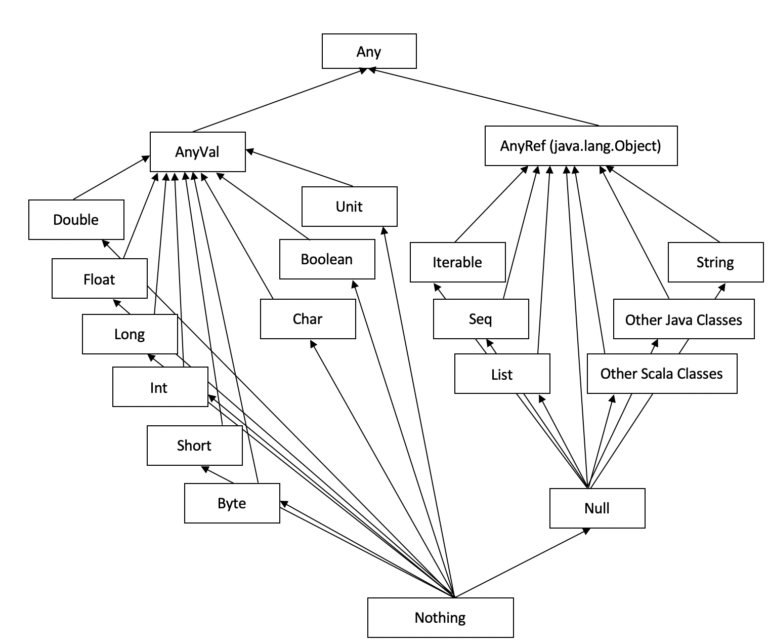 Any
AnyVal
AnyRef (java.lang.Object)
Double
Unit
Float
Boolean
Iterable
String
Long
Char
Seq
Other Java Classes
Int
List
Other Scala Classes
Short
Byte
Null
Nothing